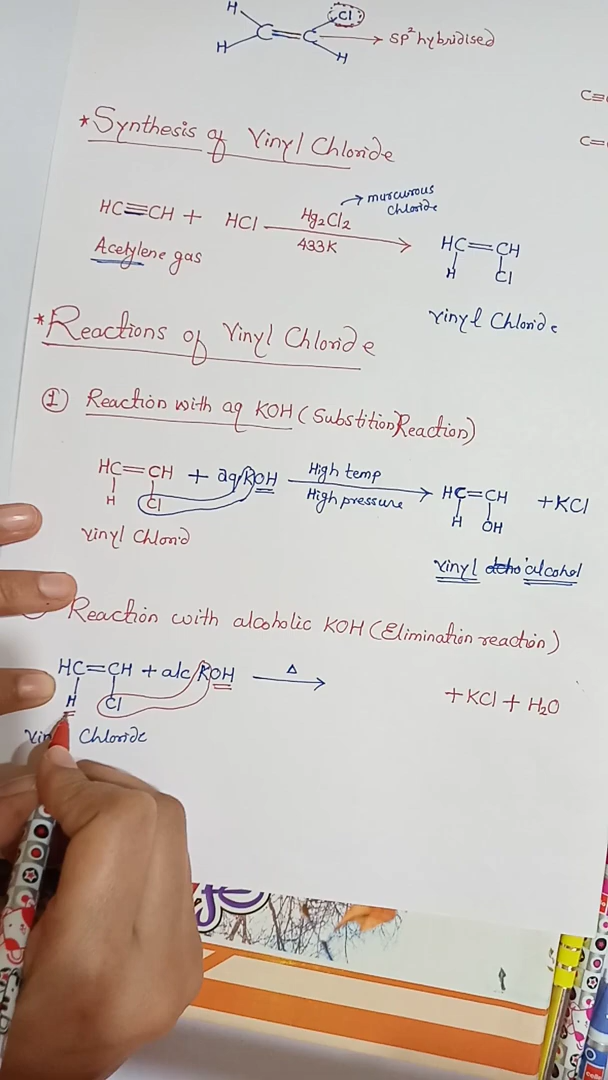 H Cl
C=C → sp² hybridised
H H
C≡
C=
*Synthesis of Vinyl Chloride
HC≡CH + HCl Hg₂Cl₂ → murcurous chloride
433K
HC=CH
H Cl
Acetylene gas
vinyl Chloride
*Reactions of Vinyl Chloride
① Reaction with aq KOH (Substition Reaction)
HC=CH + aq KOH High temp HC=CH + KCl
High pressure
H Cl H OH
Vinyl Chlorid
vinyl alcohol
Reaction with alcoholic KOH (Elimination reaction)
HC=CH + alc KOH Δ → + KCl + H₂O
H Cl
Chloride